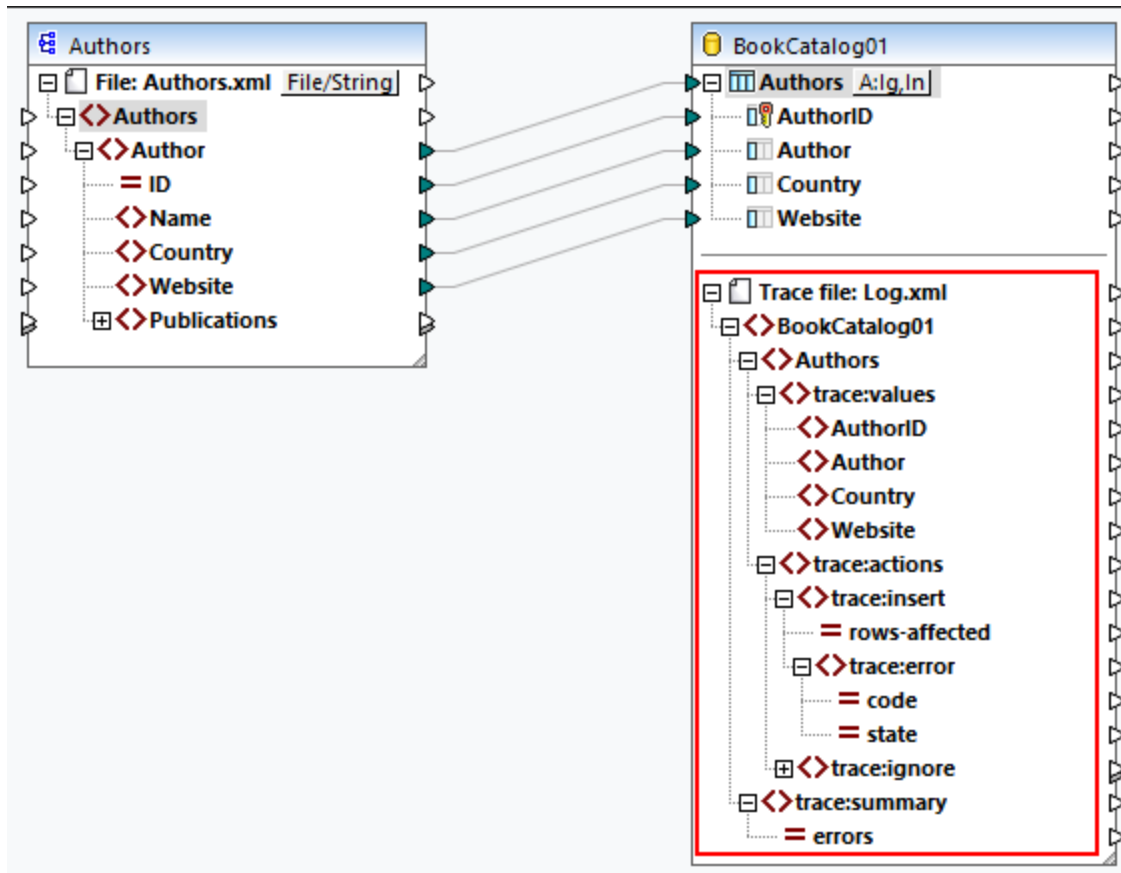 Authors
File: Authors.xml File/String
Authors
Author
ID
Name
Country
Website
Publications
BookCatalog01
Authors A:Ig,In
AuthorID
Author
Country
Website
Trace file: Log.xml
BookCatalog01
Authors
trace:values
AuthorID
Author
Country
Website
trace:actions
trace:insert
rows-affected
trace:error
code
state
trace:ignore
trace:summary
errors